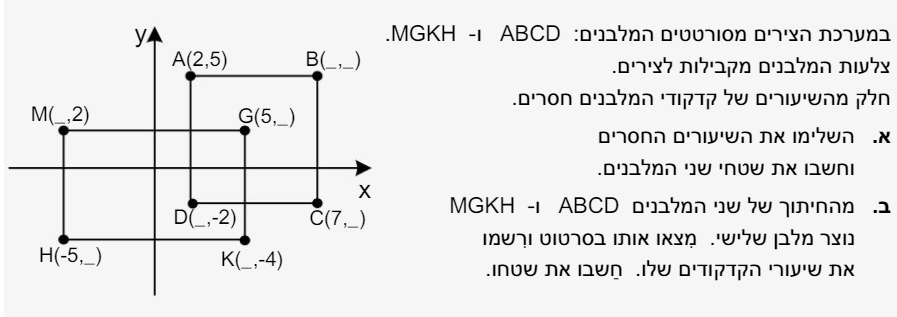 במערכת הצירים מסורטטים המלבנים: ABCD ו- MGKH.
צלעות המלבנים מקבילות לצירים.
חלק מהשיעורים של קדקודי המלבנים חסרים.
א. השלימו את השיעורים החסרים
וחשבו את שטחי שני המלבנים.
ב. מהחיתוך של שני המלבנים ABCD ו- MGKH
נוצר מלבן שלישי. מִצאו אותו בסרטוט ורִשמו
את שיעורי הקדקודים שלו. חַשבו את שטחו.
y
A(2,5) B(_,_)
M(_,2) G(5,_)
x
D(_,-2) C(7,_)
H(-5,_) K(_,-4)